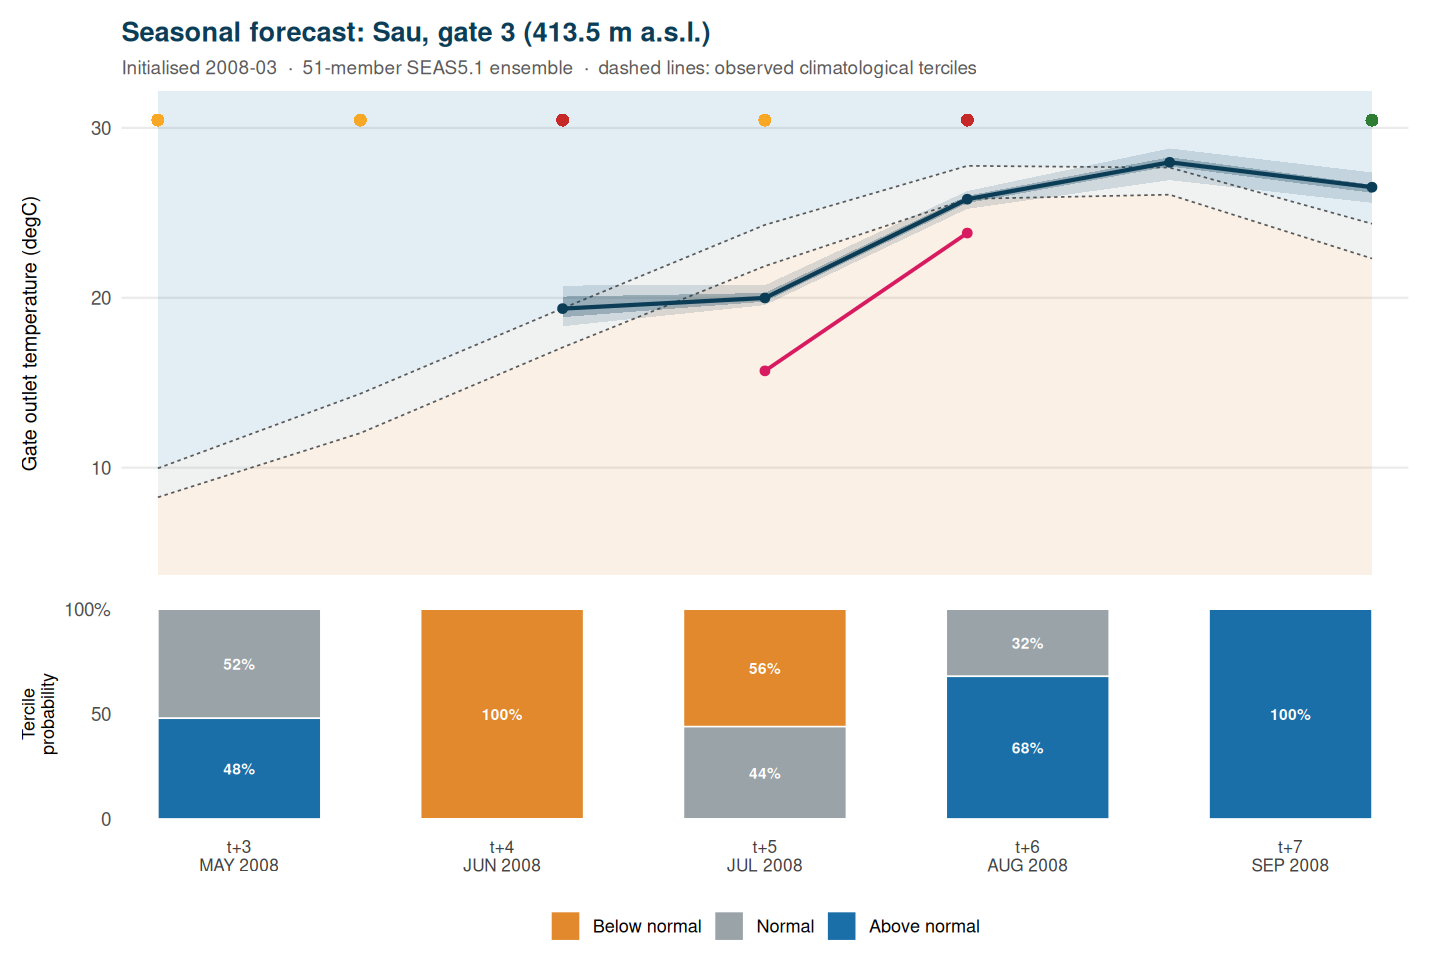 Seasonal forecast: Sau, gate 3 (413.5 m a.s.l.)
Initialised 2008-03 · 51-member SEAS5.1 ensemble · dashed lines: observed climatological terciles
Gate outlet temperature (degC)
30
20
10
Tercile
probability
100%
50
0
52%
48%
100%
56%
44%
32%
68%
100%
t+3
MAY 2008
t+4
JUN 2008
t+5
JUL 2008
t+6
AUG 2008
t+7
SEP 2008
Below normal
Normal
Above normal